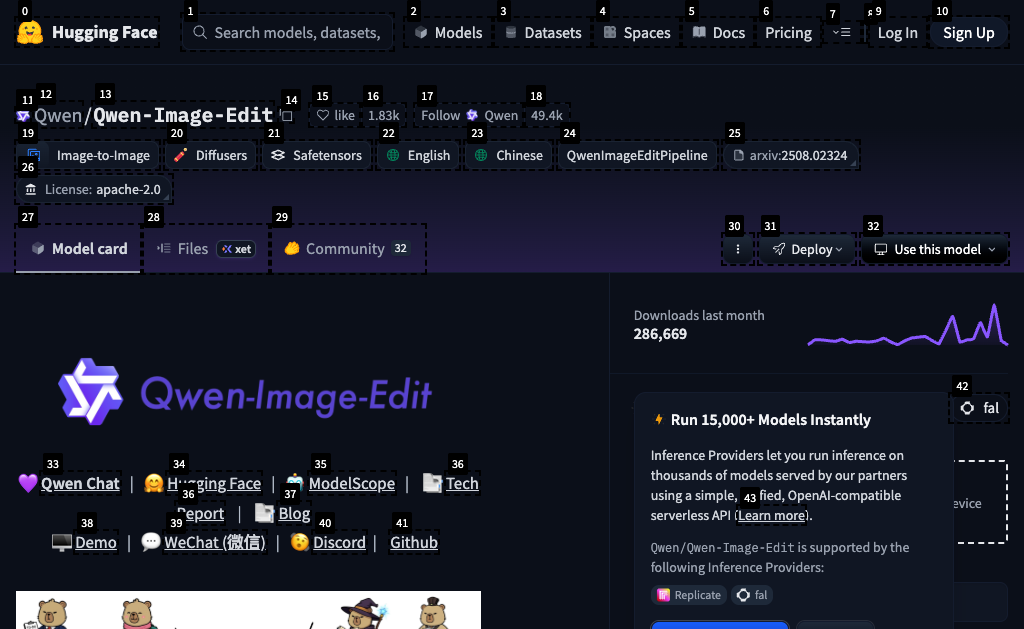 Hugging Face
Search models, datasets,
Models
Datasets
Spaces
Docs
Pricing
Log In
Sign Up
0
1
2
3
4
5
6
7
9
10
11
12
13
14
15
16
17
18
Qwen/Qwen-Image-Edit
like
1.83k
Follow
Qwen
49.4k
19
20
21
22
23
24
25
Image-to-Image
Diffusers
Safetensors
English
Chinese
QwenImageEditPipeline
arxiv:2508.02324
26
License: apache-2.0
27
28
29
30
31
32
Model card
Files
xet
Community
32
Deploy
Use this model
Downloads last month
286,669
Qwen-Image-Edit
42
fal
Run 15,000+ Models Instantly
Inference Providers let you run inference on
thousands of models served by our partners
using a simple, fied, OpenAI-compatible
43
serverless API (Learn more).
evice
33
34
35
36
Qwen Chat | Hugging Face | ModelScope | Tech
36
37
Report | Blog
38
39
40
41
Demo | WeChat (微信) | Discord | Github
Qwen/Qwen-Image-Edit is supported by the
following Inference Providers:
Replicate
fal